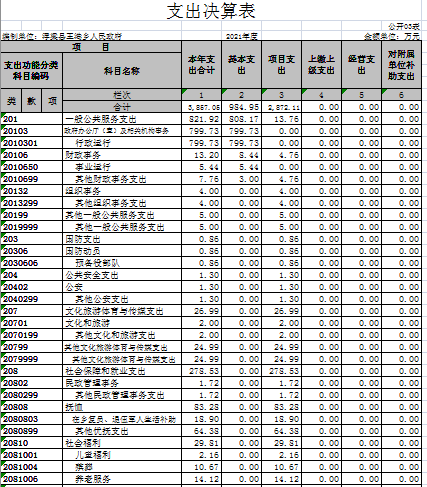 支出决算表
公开03表
编制单位：浮梁县王港乡人民政府 2021年度 金额单位：万元
项 目 本年支出合计 基本支出 项目支出 上缴上级支出 经营支出 对附属单位补助支出
支出功能分类科目编码 科目名称
类 款 项 栏次 1 2 3 4 5 6
合计 3,857.06 984.95 2,872.11 0.00 0.00 0.00
201 一般公共服务支出 821.92 808.17 13.76 0.00 0.00 0.00
20103 政府办公厅（室）及相关机构事务 799.73 799.73 0.00 0.00 0.00 0.00
2010301 行政运行 799.73 799.73 0.00 0.00 0.00 0.00
20106 财政事务 13.20 8.44 4.76 0.00 0.00 0.00
2010650 事业运行 5.44 5.44 0.00 0.00 0.00 0.00
2010699 其他财政事务支出 7.76 3.00 4.76 0.00 0.00 0.00
20132 组织事务 4.00 0.00 4.00 0.00 0.00 0.00
2013299 其他组织事务支出 4.00 0.00 4.00 0.00 0.00 0.00
20199 其他一般公共服务支出 5.00 0.00 5.00 0.00 0.00 0.00
2019999 其他一般公共服务支出 5.00 0.00 5.00 0.00 0.00 0.00
203 国防支出 0.86 0.00 0.86 0.00 0.00 0.00
20306 国防动员 0.86 0.00 0.86 0.00 0.00 0.00
2030606 预备役部队 0.86 0.00 0.86 0.00 0.00 0.00
204 公共安全支出 1.30 0.00 1.30 0.00 0.00 0.00
20402 公安 1.30 0.00 1.30 0.00 0.00 0.00
2040299 其他公安支出 1.30 0.00 1.30 0.00 0.00 0.00
207 文化旅游体育与传媒支出 26.99 0.00 26.99 0.00 0.00 0.00
20701 文化和旅游 2.00 0.00 2.00 0.00 0.00 0.00
2070199 其他文化和旅游支出 2.00 0.00 2.00 0.00 0.00 0.00
20799 其他文化旅游体育与传媒支出 24.99 0.00 24.99 0.00 0.00 0.00
2079999 其他文化旅游体育与传媒支出 24.99 0.00 24.99 0.00 0.00 0.00
208 社会保障和就业支出 278.53 0.00 278.53 0.00 0.00 0.00
20802 民政管理事务 1.72 0.00 1.72 0.00 0.00 0.00
2080299 其他民政管理事务支出 1.72 0.00 1.72 0.00 0.00 0.00
20808 抚恤 83.28 0.00 83.28 0.00 0.00 0.00
2080803 在乡复员、退伍军人生活补助 18.90 0.00 18.90 0.00 0.00 0.00
2080899 其他优抚支出 64.38 0.00 64.38 0.00 0.00 0.00
20810 社会福利 29.81 0.00 29.81 0.00 0.00 0.00
2081001 儿童福利 2.16 0.00 2.16 0.00 0.00 0.00
2081004 殡葬 10.67 0.00 10.67 0.00 0.00 0.00
2081006 养老服务 14.12 0.00 14.12 0.00 0.00 0.00